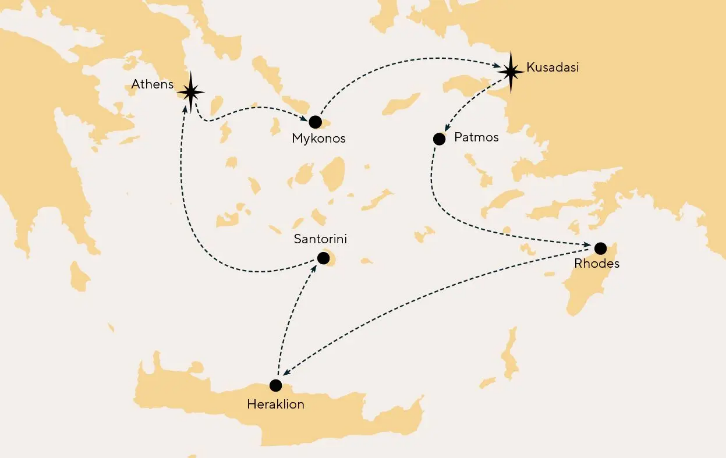 Kusadasi
Athens
Mykonos
Patmos
Santorini
Rhodes
Heraklion